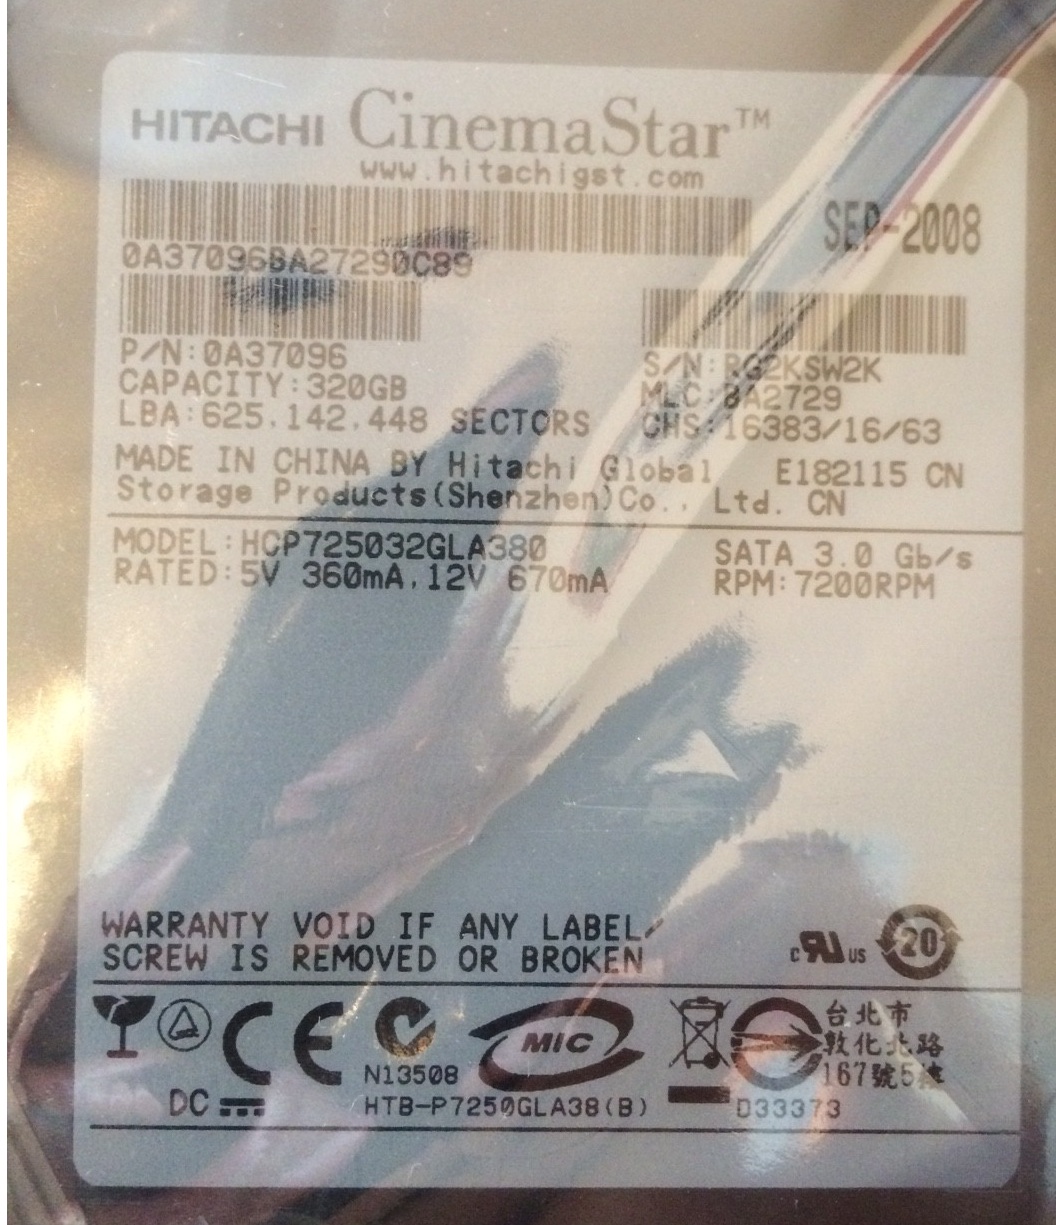 HITACHI CinemaStar™
www.hitachigst.com
SEP-2008
0A37096BA27290C89
P/N:0A37096
CAPACITY:320GB
LBA:625,142,448 SECTORS
S/N:RG2KSW2K
MLC:BA2729
CHS:16383/16/63
MADE IN CHINA BY Hitachi Global
Storage Products(Shenzhen)Co., Ltd. CN
E182115 CN
MODEL:HCP725032GLA380
RATED:5V 360mA,12V 670mA
SATA 3.0 Gb/s
RPM:7200RPM
WARRANTY VOID IF ANY LABEL/
SCREW IS REMOVED OR BROKEN
c RU us
20
CE
N13508
MIC
台北市
敦化北路
167號5樓
DC
HTB-P7250GLA38(B)
D33373